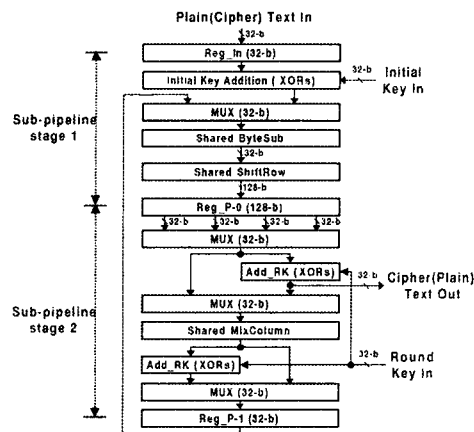 Plain(Cipher) Text In
32-b
Reg_In (32-b)
Initial Key Addition ( XORs)
32-b
Initial
Key In
MUX (32-b)
Sub-pipeline
stage 1
Shared ByteSub
32-b
Shared ShiftRow
128-b
Reg_P-0 (128-b)
32-b 32-b 32-b 32-b
MUX (32-b)
Add_RK (XORs)
32-b
Cipher(Plain)
Text Out
MUX (32-b)
Sub-pipeline
stage 2
Shared MixColumn
Add_RK (XORs)
32-b
Round
Key In
MUX (32-b)
Reg_P-1 (32-b)